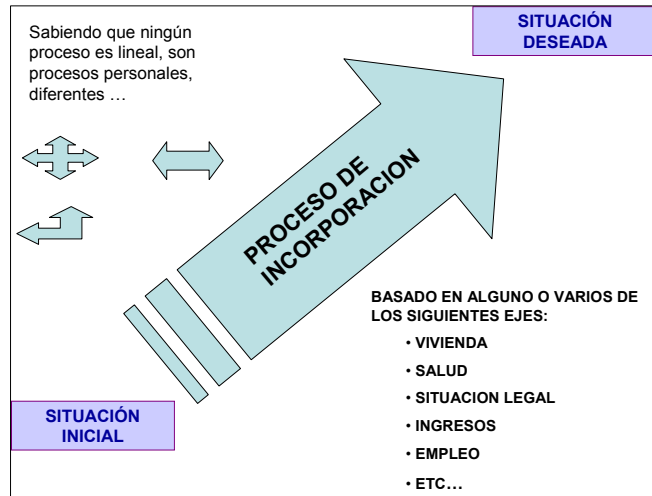 Sabiendo que ningún
proceso es lineal, son
procesos personales,
diferentes …
SITUACIÓN
DESEADA
PROCESO DE
INCORPORACION
BASADO EN ALGUNO O VARIOS DE
LOS SIGUIENTES EJES:
• VIVIENDA
• SALUD
• SITUACION LEGAL
• INGRESOS
• EMPLEO
• ETC…
SITUACIÓN
INICIAL